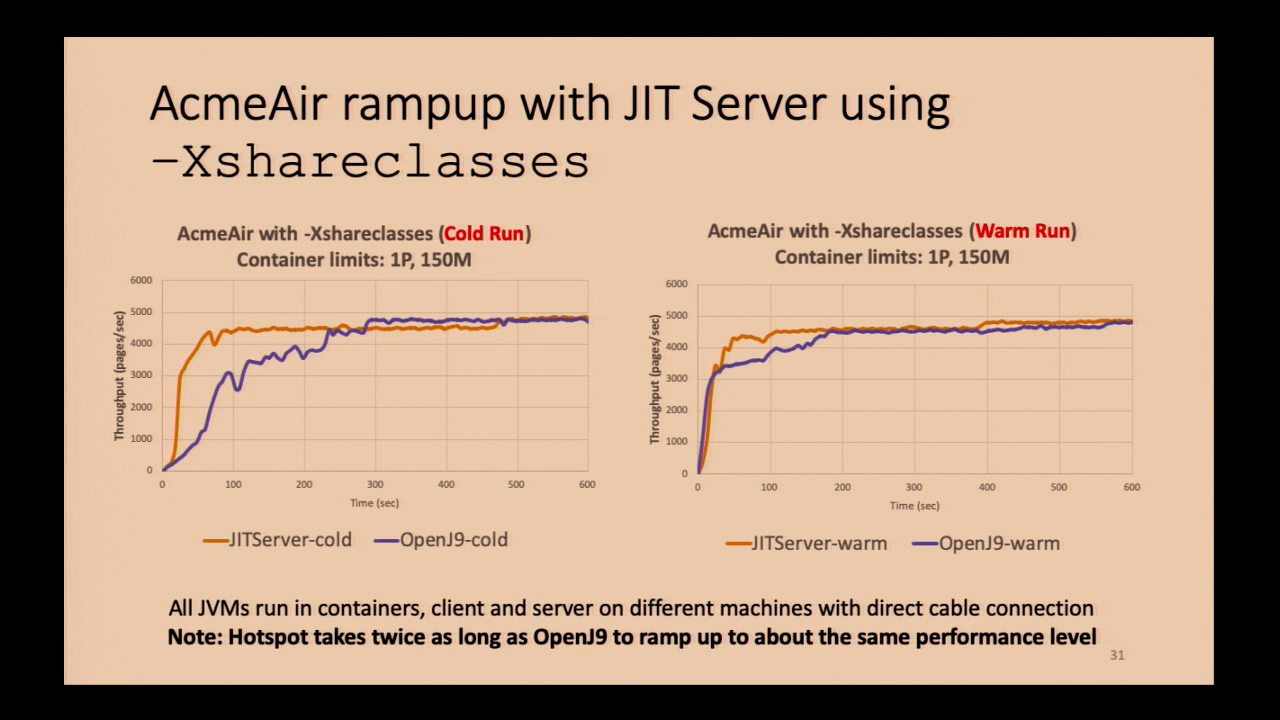 AcmeAir rampup with JIT Server using
-Xshareclasses
AcmeAir with -Xshareclasses (Cold Run)
Container limits: 1P, 150M
Throughput (pages/sec)
6000
5000
4000
3000
2000
1000
0
0 100 200 300 400 500 600
Time (sec)
JITServer-cold OpenJ9-cold
AcmeAir with -Xshareclasses (Warm Run)
Container limits: 1P, 150M
Throughput (pages/sec)
6000
5000
4000
3000
2000
1000
0
0 100 200 300 400 500 600
Time (sec)
JITServer-warm OpenJ9-warm
All JVMs run in containers, client and server on different machines with direct cable connection
Note: Hotspot takes twice as long as OpenJ9 to ramp up to about the same performance level
31